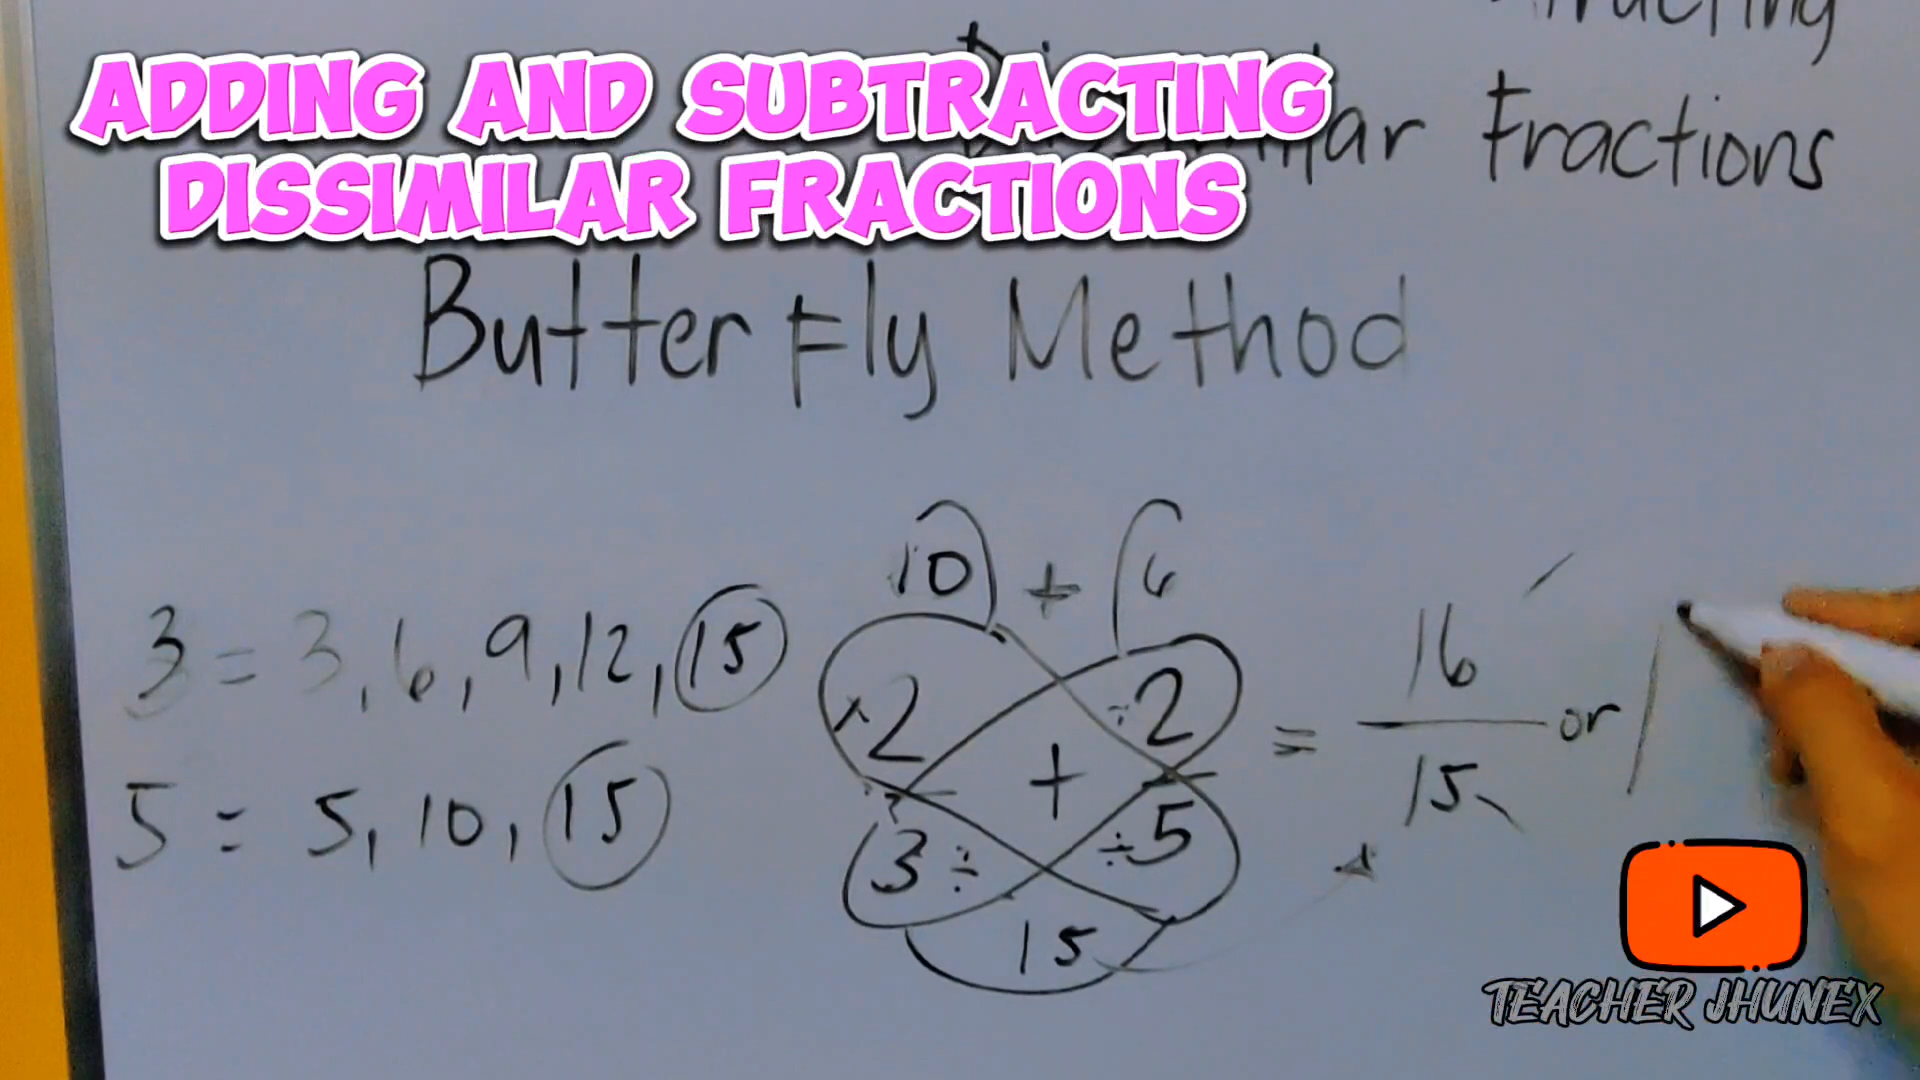 ADDING AND SUBTRACTING
DISSIMILAR FRACTIONS
Fractions
ButterFly Method
10 + 6
3 = 3, 6, 9, 12, 15
×2 ÷2
+
= 16
15
or 1
5 = 5, 10, 15
3 ÷ ÷5
15
TEACHER JHUNEX